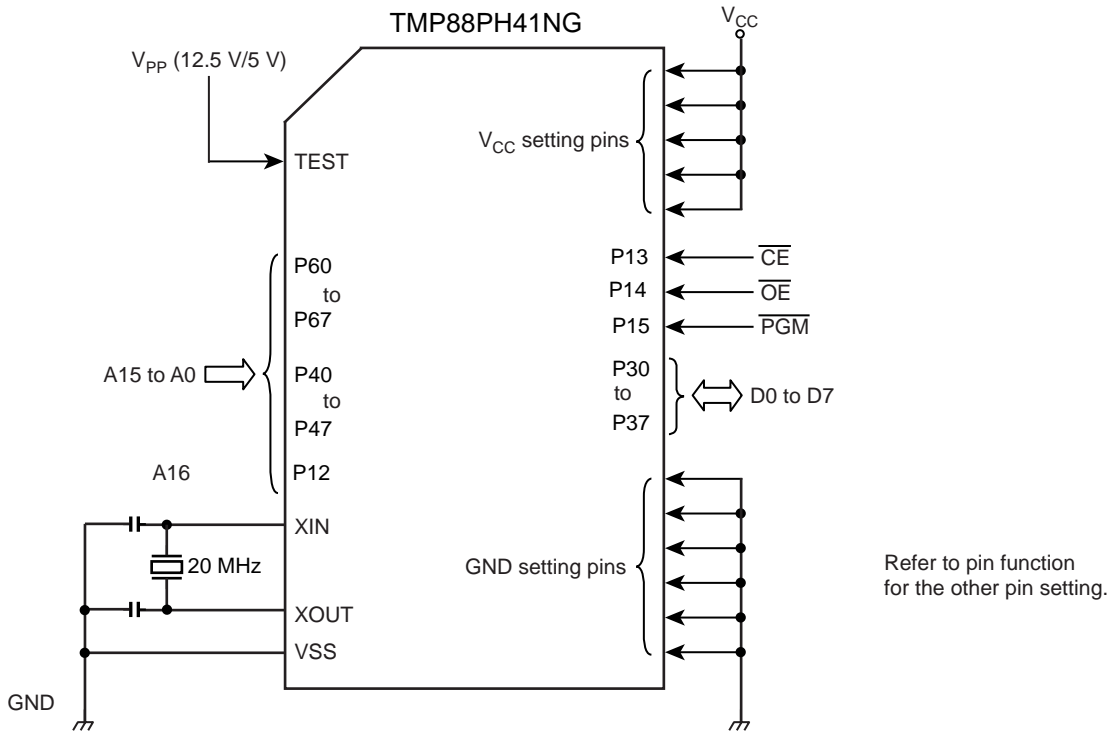 TMP88PH41NG
VCC
VPP (12.5 V/5 V)
VCC setting pins
TEST
P13
CE
P60
to
P67
P14
OE
P15
PGM
A15 to A0
P40
to
P47
P30
to
P37
D0 to D7
A16
P12
XIN
20 MHz
XOUT
VSS
GND
GND setting pins
Refer to pin function
for the other pin setting.